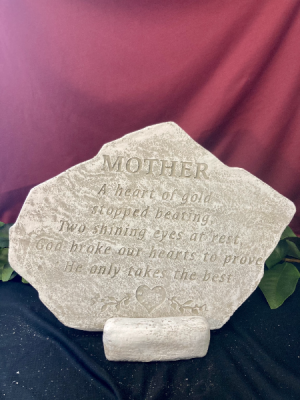 MOTHER
A heart of gold
stopped beating,
Two shining eyes at rest,
God broke our hearts to prove
He only takes the best